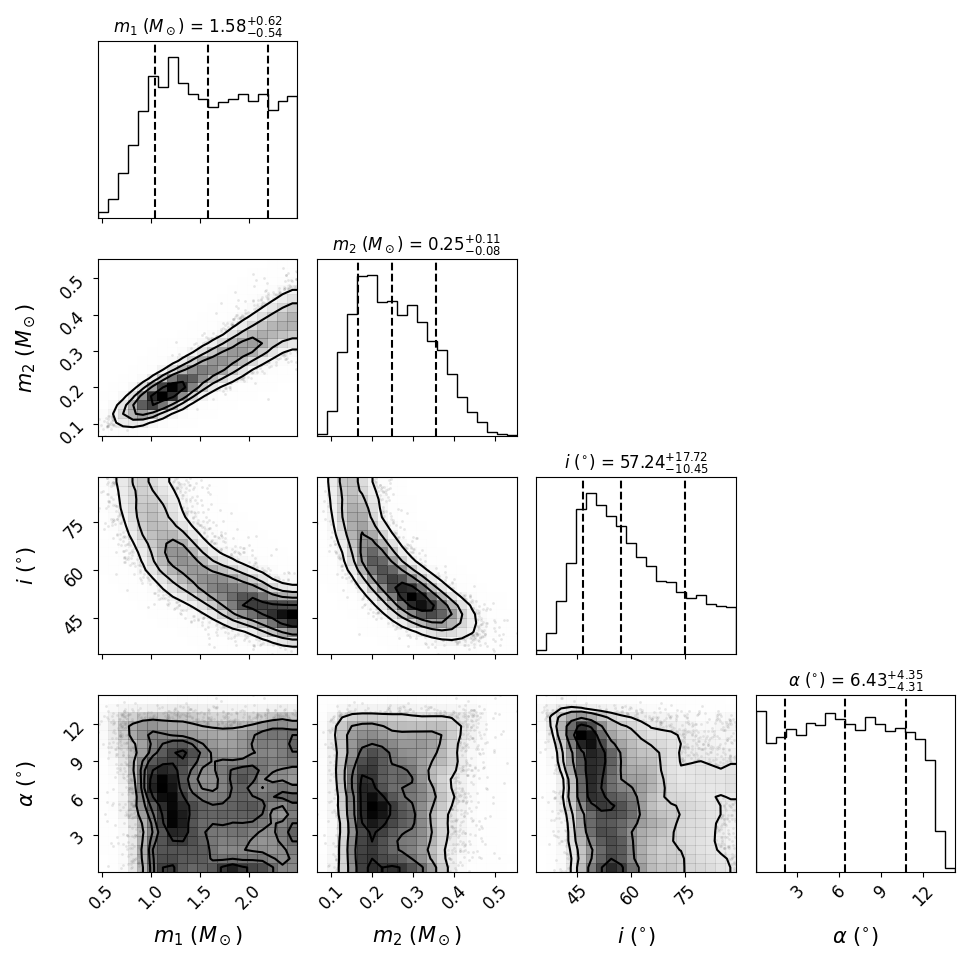 m₁ (M⊙) = 1.58⁺⁰·⁶²₋₀.₅₄
m₂ (M⊙) = 0.25⁺⁰·¹¹₋₀.₀₈
0.5
0.4
0.3
0.2
0.1
m₂ (M⊙)
i (°) = 57.24⁺¹⁷·⁷²₋₁₀.₄₅
75
60
45
i (°)
α (°) = 6.43⁺⁴·³⁵₋₄.₃₁
12
9
6
3
α (°)
0.5 1.0 1.5 2.0
0.1 0.2 0.3 0.4 0.5
45 60 75
3 6 9 12
m₁ (M⊙)
m₂ (M⊙)
i (°)
α (°)